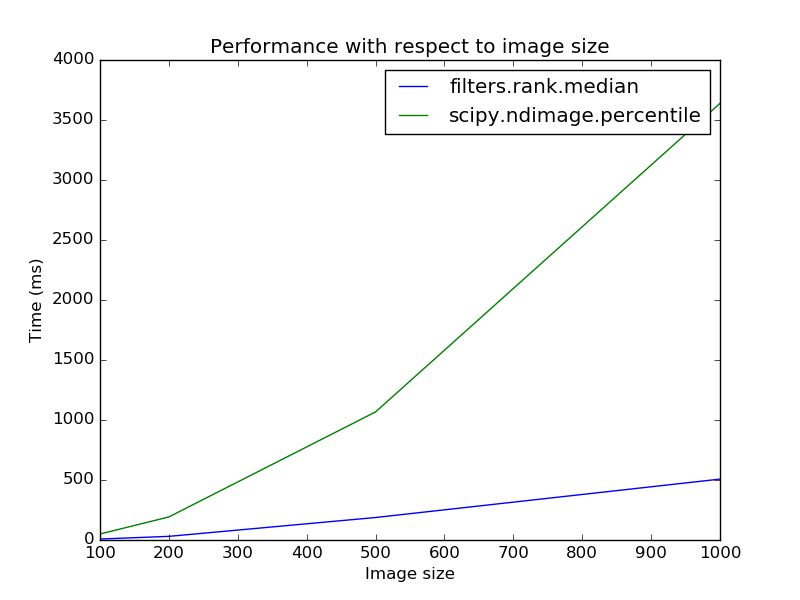 Performance with respect to image size
filters.rank.median
scipy.ndimage.percentile
4000
3500
3000
2500
2000
1500
1000
500
0
Time (ms)
100 200 300 400 500 600 700 800 900 1000
Image size